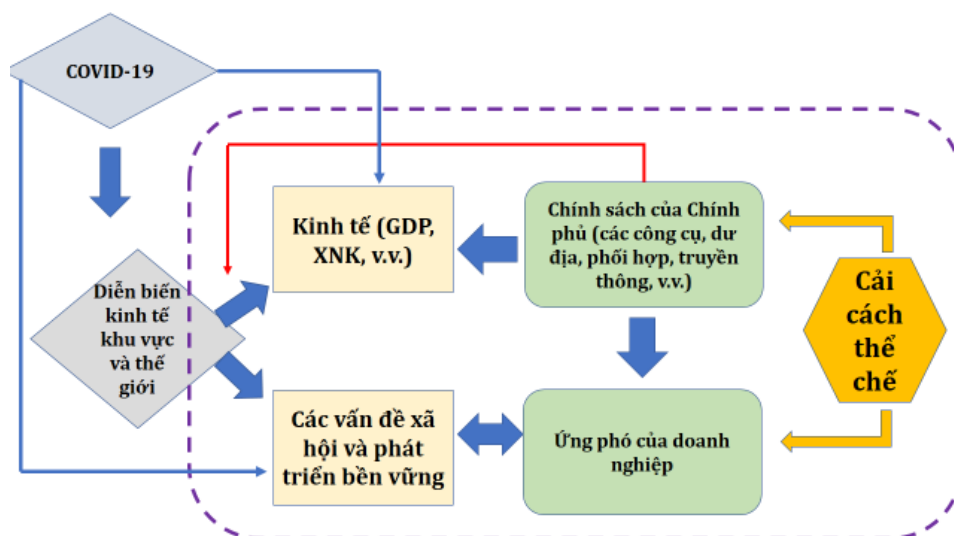 COVID-19
Kinh tế (GDP,
XNK, v.v.)
Chính sách của Chính
phủ (các công cụ, dư
địa, phối hợp, truyền
thông, v.v.)
Diễn biến
kinh tế
khu vực
và thế
giới
Cải
cách
thể
chế
Các vấn đề xã
hội và phát
triển bền vững
Ứng phó của doanh
nghiệp